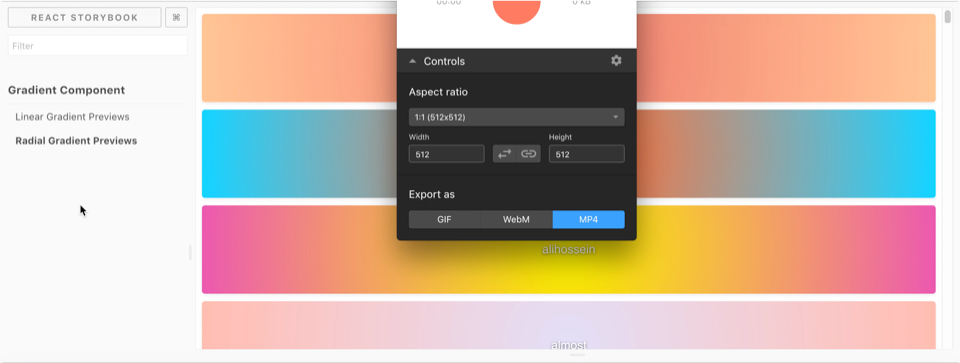 REACT STORYBOOK
⌘
Filter
Gradient Component
Linear Gradient Previews
Radial Gradient Previews
00:00
0 kB
Controls
Aspect ratio
1:1 (512x512)
Width
Height
512
512
Export as
GIF
WebM
MP4
alihossein
almost